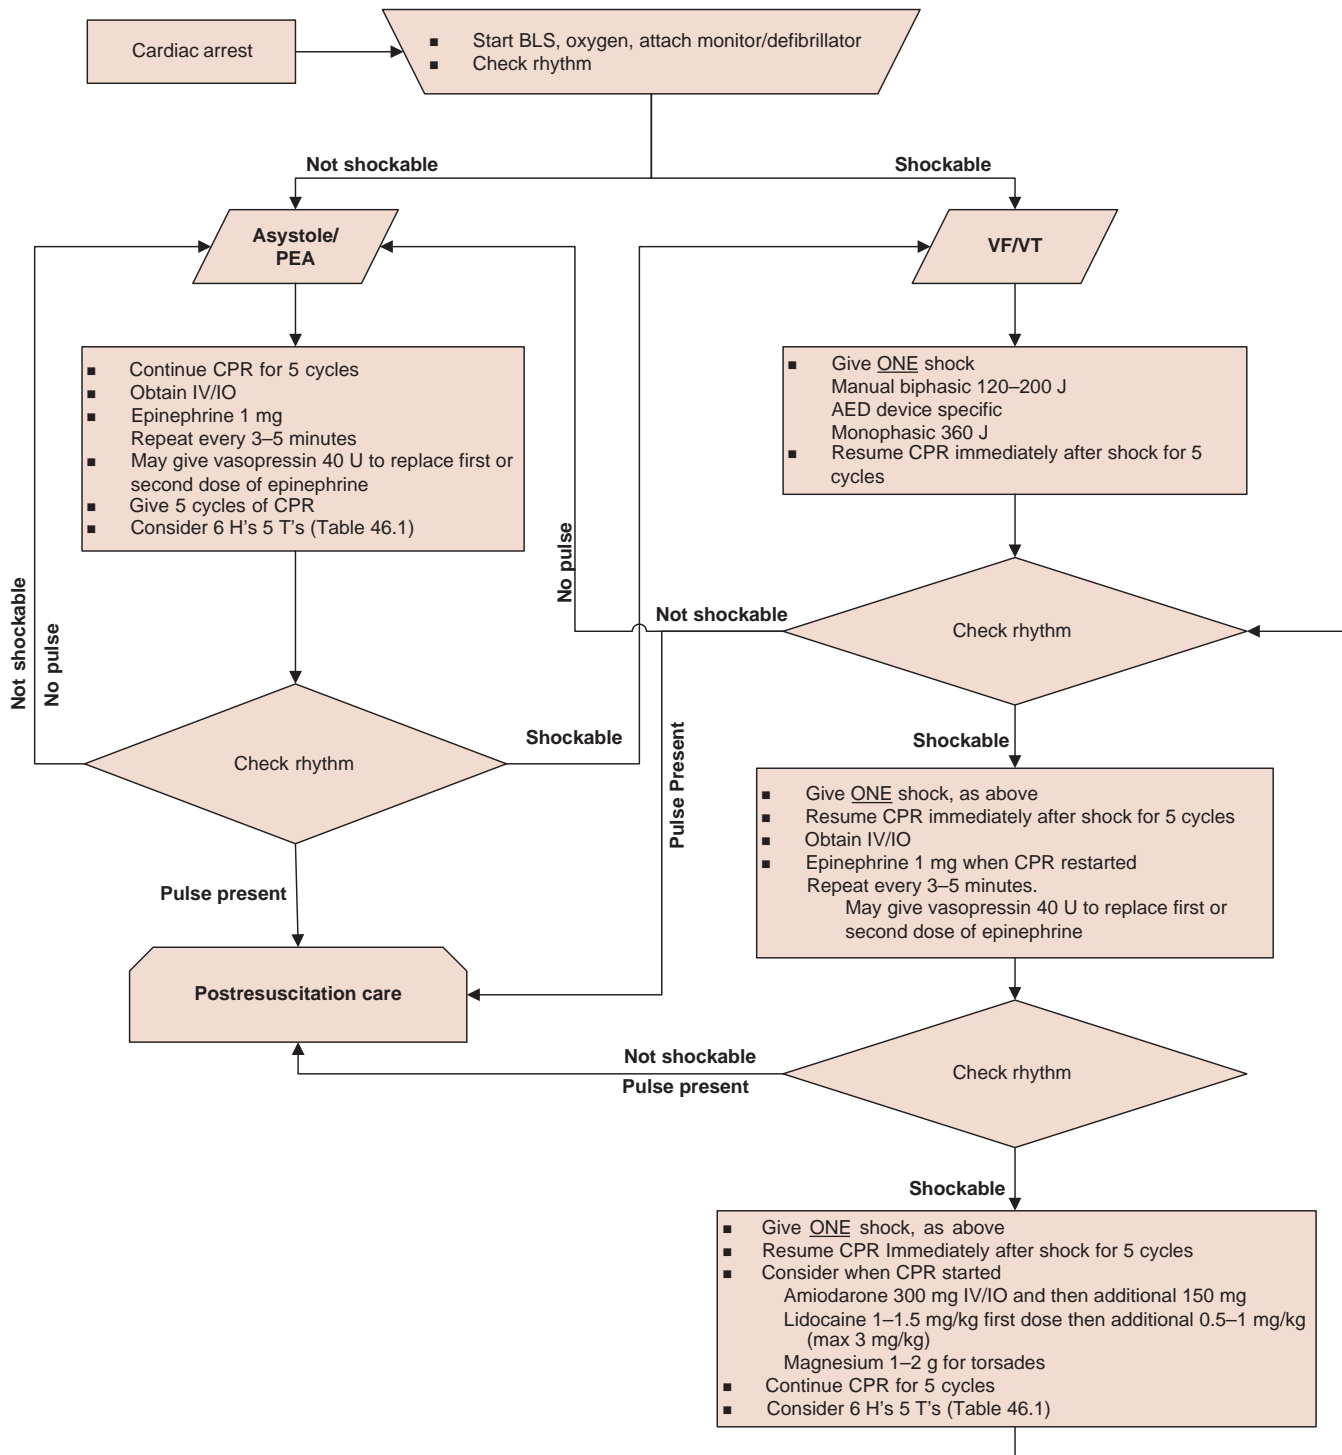 Cardiac arrest
■ Start BLS, oxygen, attach monitor/defibrillator
■ Check rhythm
Not shockable
Shockable
Asystole/
PEA
VF/VT
■ Continue CPR for 5 cycles
■ Obtain IV/IO
■ Epinephrine 1 mg
Repeat every 3–5 minutes
■ May give vasopressin 40 U to replace first or
second dose of epinephrine
■ Give 5 cycles of CPR
■ Consider 6 H's 5 T's (Table 46.1)
■ Give ONE shock
Manual biphasic 120–200 J
AED device specific
Monophasic 360 J
■ Resume CPR immediately after shock for 5
cycles
Not shockable
No pulse
No pulse
Not shockable
Check rhythm
Check rhythm
Shockable
Pulse Present
Shockable
Pulse present
■ Give ONE shock, as above
■ Resume CPR immediately after shock for 5 cycles
■ Obtain IV/IO
■ Epinephrine 1 mg when CPR restarted
Repeat every 3–5 minutes.
May give vasopressin 40 U to replace first or
second dose of epinephrine
Postresuscitation care
Not shockable
Pulse present
Check rhythm
Shockable
■ Give ONE shock, as above
■ Resume CPR Immediately after shock for 5 cycles
■ Consider when CPR started
Amiodarone 300 mg IV/IO and then additional 150 mg
Lidocaine 1–1.5 mg/kg first dose then additional 0.5–1 mg/kg
(max 3 mg/kg)
Magnesium 1–2 g for torsades
■ Continue CPR for 5 cycles
■ Consider 6 H's 5 T's (Table 46.1)